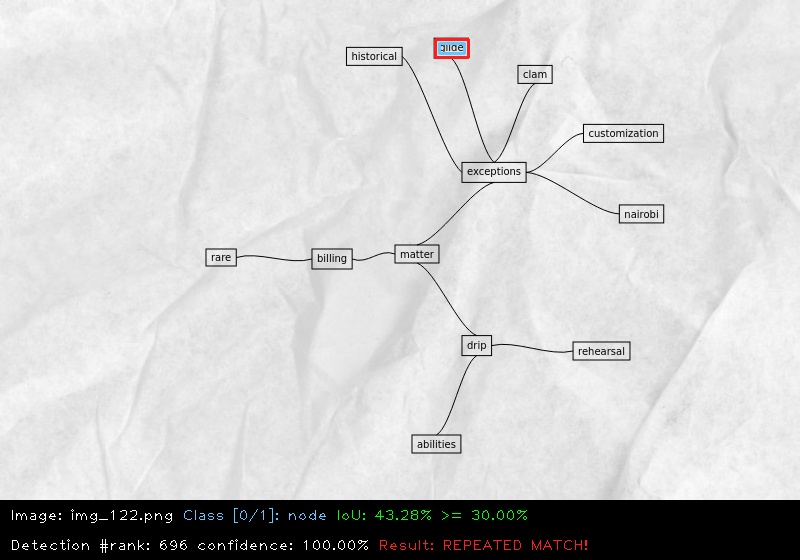 glide
historical
clam
customization
exceptions
nairobi
matter
rare
billing
drip
rehearsal
abilities
Image: img_122.png Class [0/1]: node IoU: 43.28% >= 30.00%
Detection #rank: 696 confidence: 100.00% Result: REPEATED MATCH!